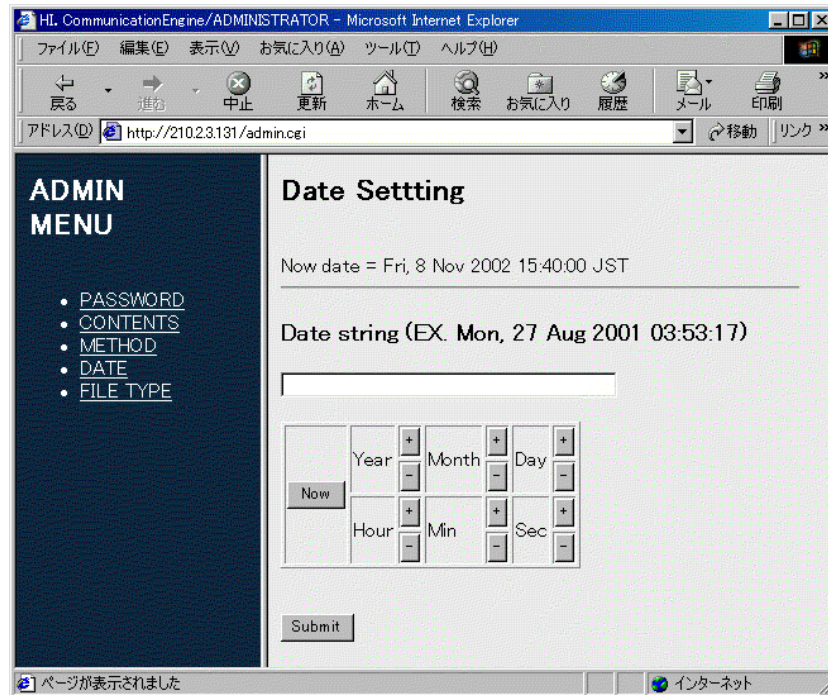 HI. CommunicationEngine/ADMINISTRATOR - Microsoft Internet Explorer
ファイル(F) 編集(E) 表示(V) お気に入り(A) ツール(T) ヘルプ(H)
戻る 進む 中止 更新 ホーム 検索 お気に入り 履歴 メール 印刷 »
アドレス(D) http://210.2.3.131/admin.cgi 移動 リンク »
ADMIN
MENU
• PASSWORD
• CONTENTS
• METHOD
• DATE
• FILE TYPE
Date Settting
Now date = Fri, 8 Nov 2002 15:40:00 JST
Date string (EX. Mon, 27 Aug 2001 03:53:17)
Now
Year + - Month + - Day + -
Hour + - Min + - Sec + -
Submit
ページが表示されました インターネット